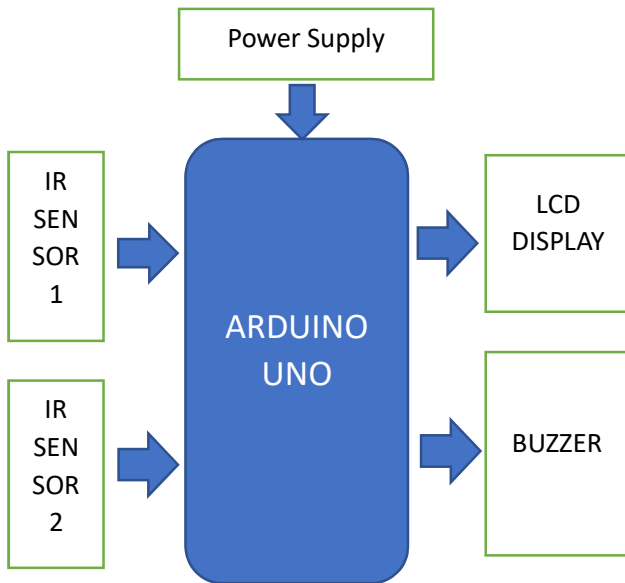 Power Supply
IR
SEN
SOR
1
LCD
DISPLAY
ARDUINO
UNO
IR
SEN
SOR
2
BUZZER